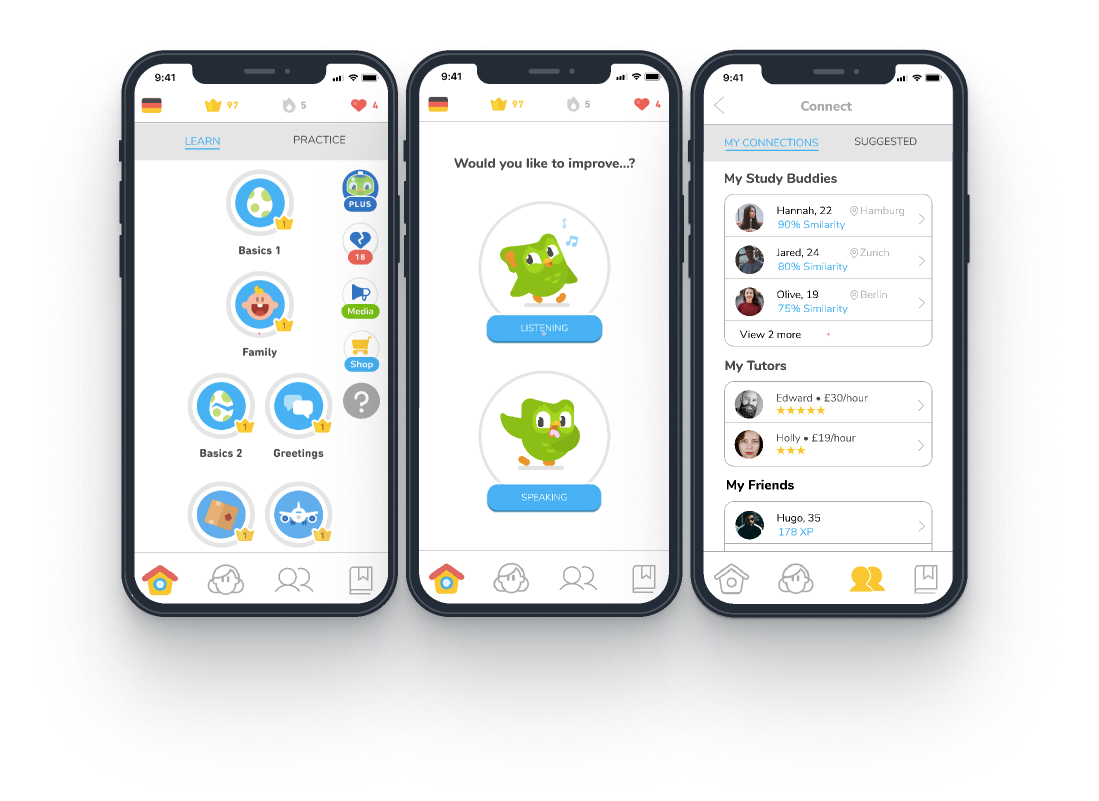 9:41
97
5
4
LEARN PRACTICE
PLUS
1
Basics 1
18
Media
1
Family
Shop
1
1
?
Basics 2 Greetings
1
1
9:41
97
5
4
Would you like to improve...?
LISTENING
SPEAKING
9:41
Connect
MY CONNECTIONS SUGGESTED
My Study Buddies
Hannah, 22 Hamburg
90% Smilarity
Jared, 24 Zurich
80% Similarity
Olive, 19 Berlin
75% Similarity
View 2 more
My Tutors
Edward • £30/hour
★★★★★
Holly • £19/hour
★★★
My Friends
Hugo, 35
178 XP